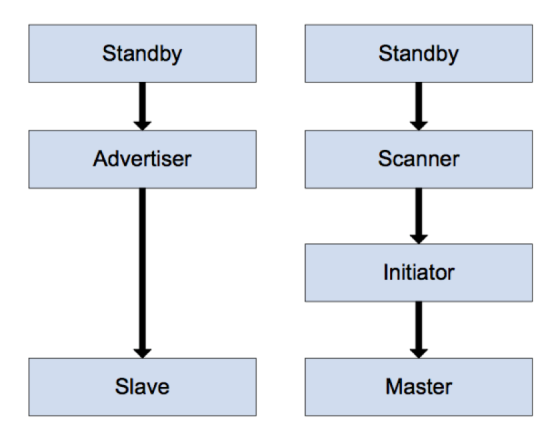 Standby
Advertiser
Slave
Standby
Scanner
Initiator
Master